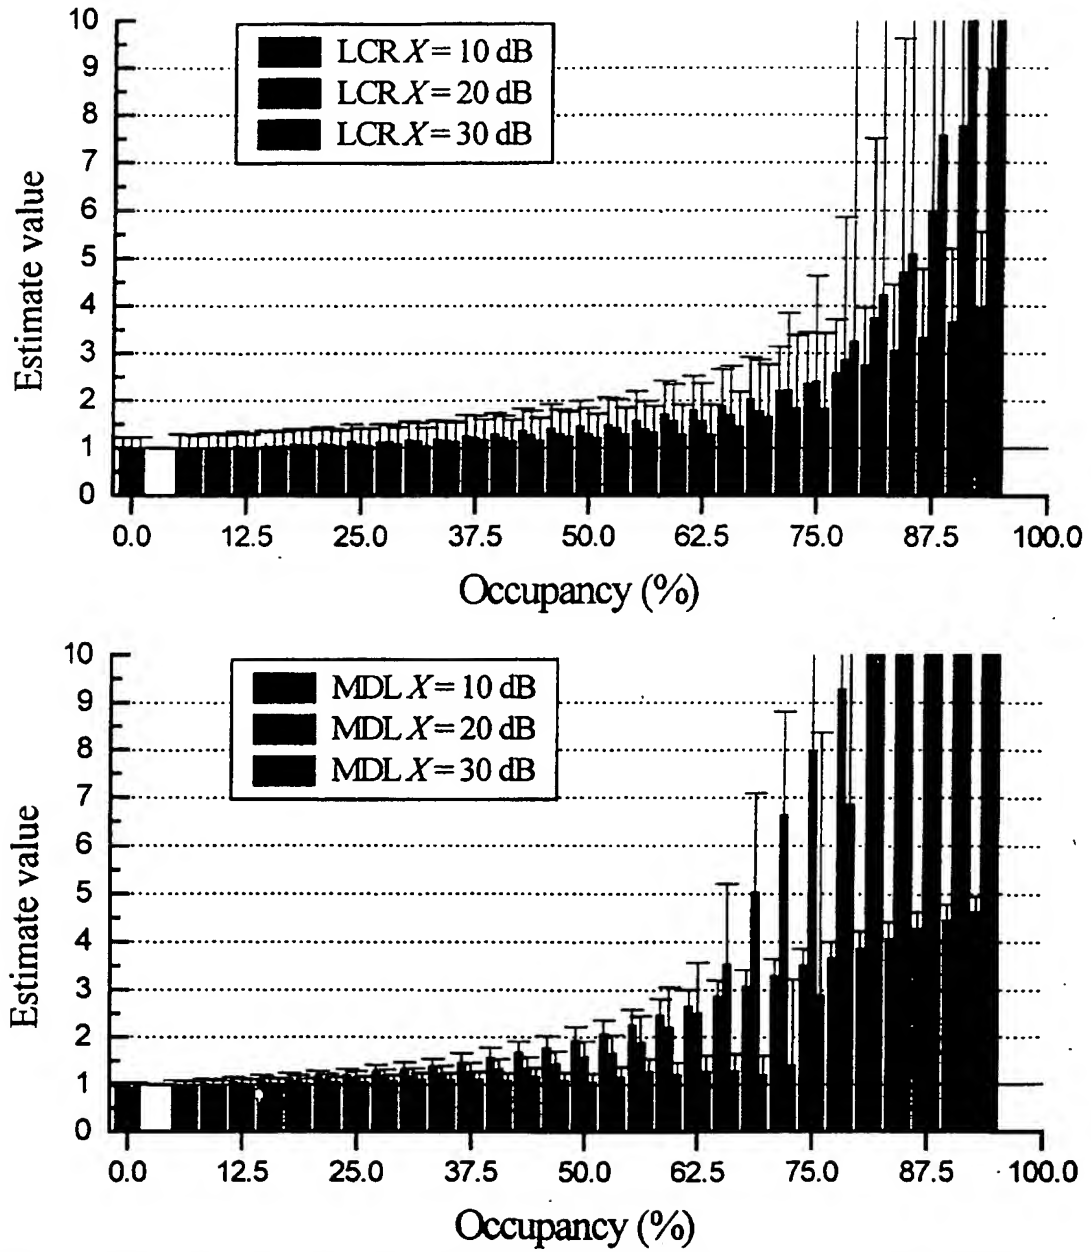 10
9
8
7
6
5
4
3
2
1
0
Estimate value
LCR X = 10 dB
LCR X = 20 dB
LCR X = 30 dB
0.0 12.5 25.0 37.5 50.0 62.5 75.0 87.5 100.0
Occupancy (%)
10
9
8
7
6
5
4
3
2
1
0
Estimate value
MDL X = 10 dB
MDL X = 20 dB
MDL X = 30 dB
0.0 12.5 25.0 37.5 50.0 62.5 75.0 87.5 100.0
Occupancy (%)